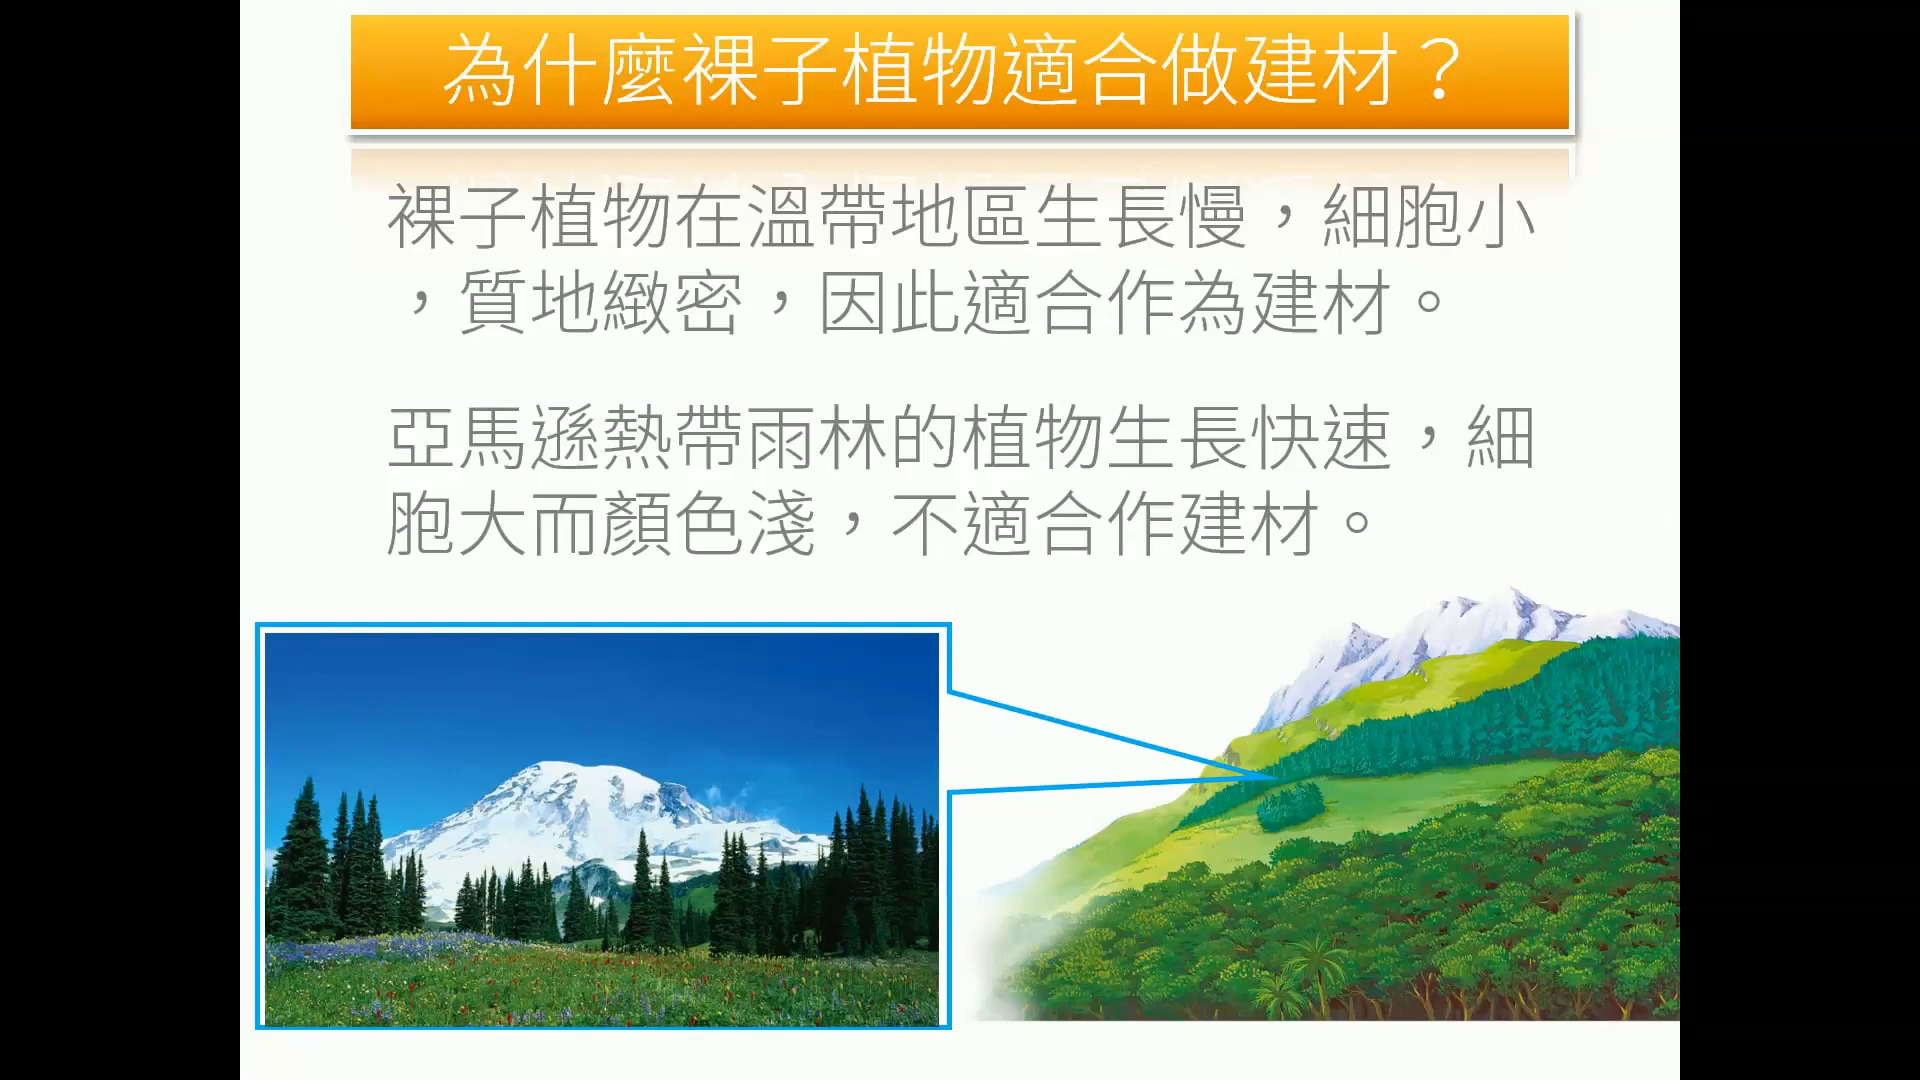 為什麼裸子植物適合做建材？
裸子植物在溫帶地區生長慢，細胞小
，質地緻密，因此適合作為建材。
亞馬遜熱帶雨林的植物生長快速，細
胞大而顏色淺，不適合作建材。